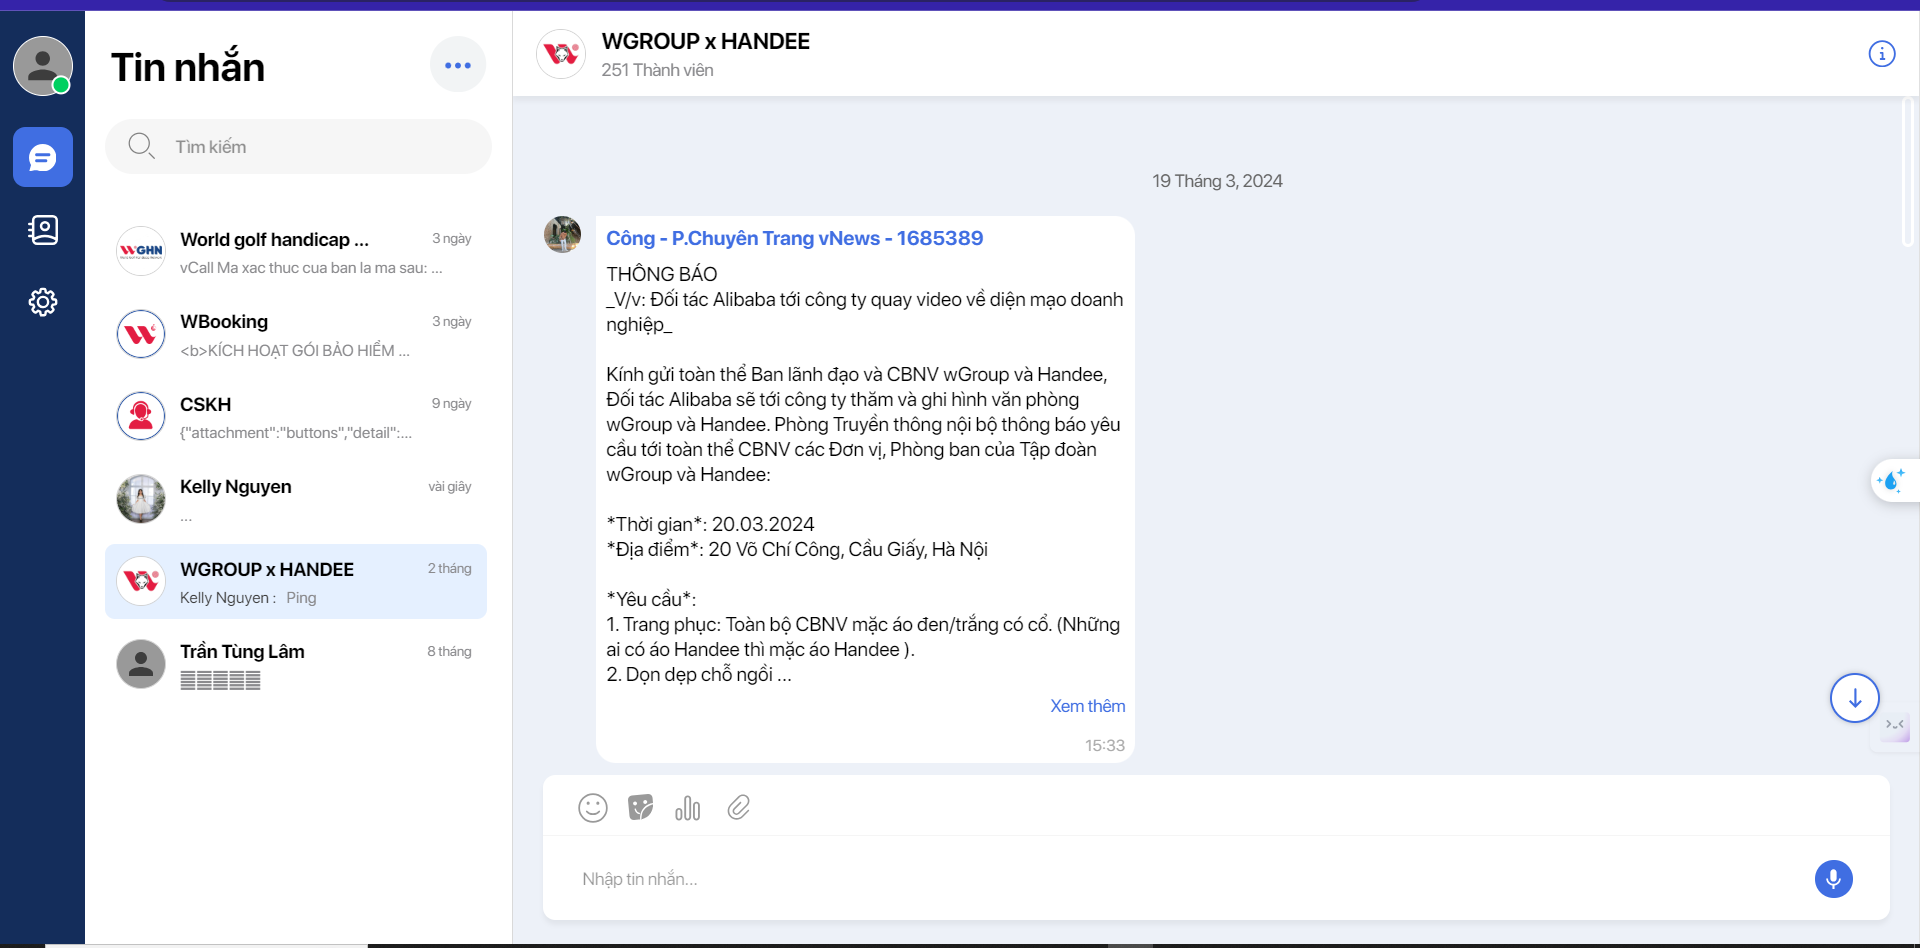 Tin nhắn
Tìm kiếm
World golf handicap ...
3 ngày
vCall Ma xac thuc cua ban la ma sau: ...
WBooking
3 ngày
<b>KÍCH HOẠT GÓI BẢO HIỂM ...
CSKH
9 ngày
{"attachment":"buttons","detail":...
Kelly Nguyen
vài giây
...
WGROUP x HANDEE
2 tháng
Kelly Nguyen : Ping
Trần Tùng Lâm
8 tháng
WGROUP x HANDEE
251 Thành viên
19 Tháng 3, 2024
Công - P.Chuyên Trang vNews - 1685389
THÔNG BÁO
_V/v: Đối tác Alibaba tới công ty quay video về diện mạo doanh
nghiệp_
Kính gửi toàn thể Ban lãnh đạo và CBNV wGroup và Handee,
Đối tác Alibaba sẽ tới công ty thăm và ghi hình văn phòng
wGroup và Handee. Phòng Truyền thông nội bộ thông báo yêu
cầu tới toàn thể CBNV các Đơn vị, Phòng ban của Tập đoàn
wGroup và Handee:
*Thời gian*: 20.03.2024
*Địa điểm*: 20 Võ Chí Công, Cầu Giấy, Hà Nội
*Yêu cầu*:
1. Trang phục: Toàn bộ CBNV mặc áo đen/trắng có cổ. (Những
ai có áo Handee thì mặc áo Handee ).
2. Dọn dẹp chỗ ngồi ...
Xem thêm
15:33
Nhập tin nhắn...